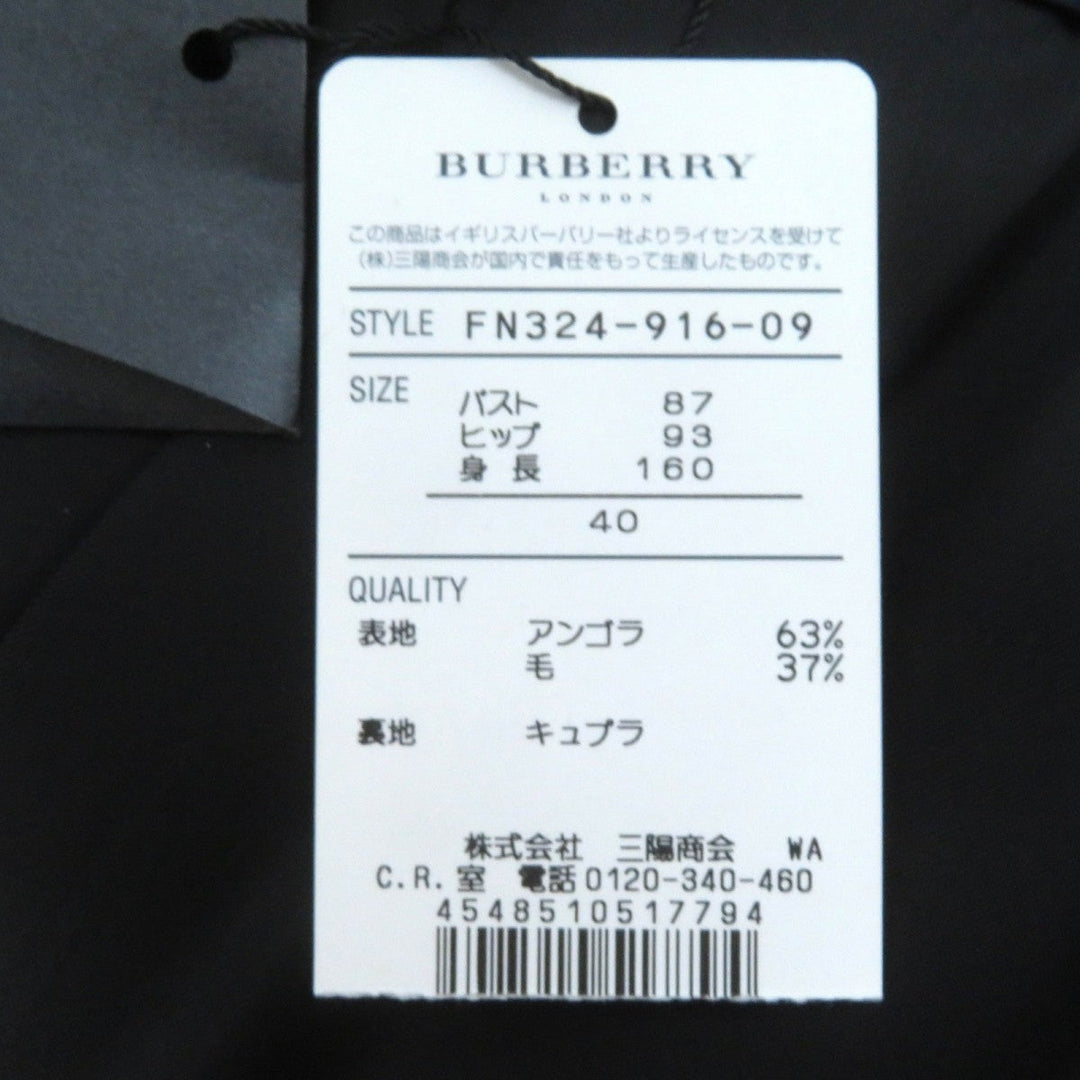 BURBERRY
LONDON
この商品はイギリスバーバリー社よりライセンスを受けて
(株)三陽商会が国内で責任をもって生産したものです。
STYLE FN324-916-09
SIZE バスト 87
ヒップ 93
身長 160
40
QUALITY
表地 アンゴラ 63%
毛 37%
裏地 キュプラ
株式会社 三陽商会 WA
C.R.室 電話0120-340-460
4548510517794